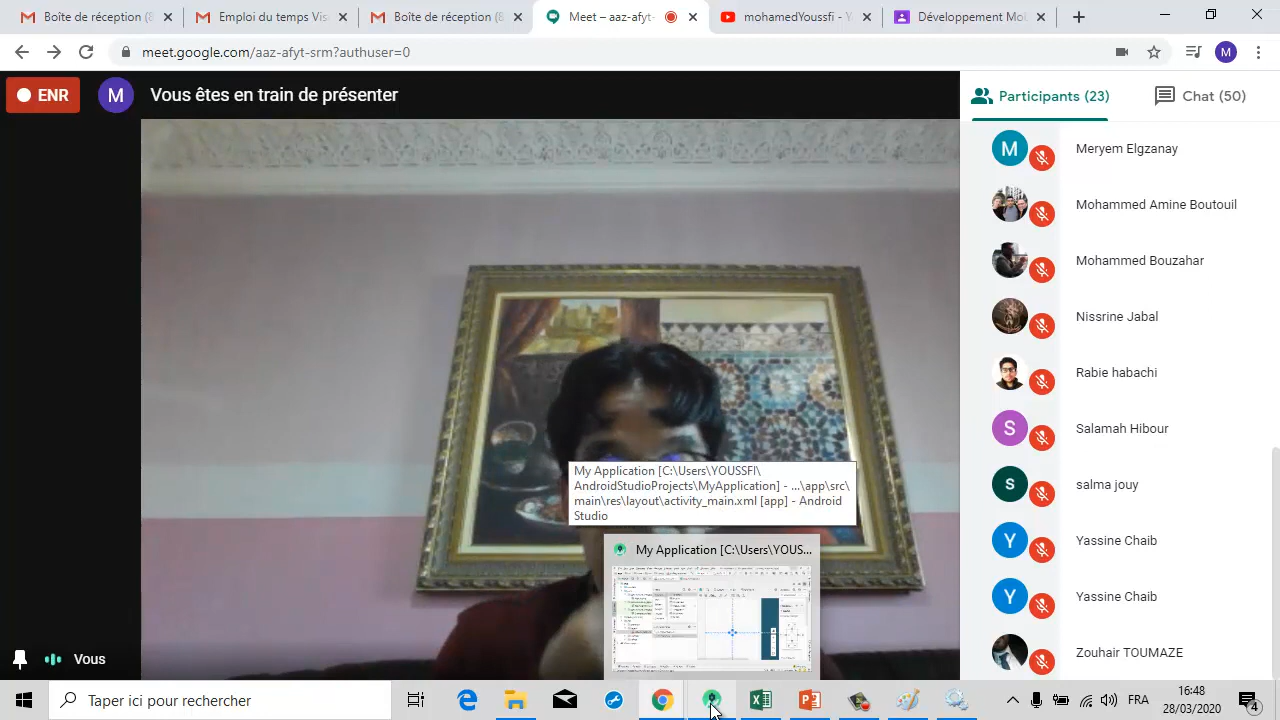 Boîte de réception (8
Emploi du temps Vis
Boîte de réception (8
Meet – aaz-afyt-
mohamedYoussfi - Y
Développement Mo
meet.google.com/aaz-afyt-srm?authuser=0
M
ENR
M
Vous êtes en train de présenter
Participants (23)
Chat (50)
M
Meryem Elgzanay
Mohammed Amine Boutouil
Mohammed Bouzahar
Nissrine Jabal
Rabie habachi
S
Salamah Hibour
s
salma jouy
Y
Yassine Chaib
Y
Yassine Chaib
Zouhair TOUMAZE
My Application [C:\Users\YOUSSFI\
AndroidStudioProjects\MyApplication] - ...\app\src\
main\res\layout\activity_main.xml [app] - Android
Studio
My Application [C:\Users\YOUS...
Vous
Taper ici pour rechercher
16:48
28/03/2020
4